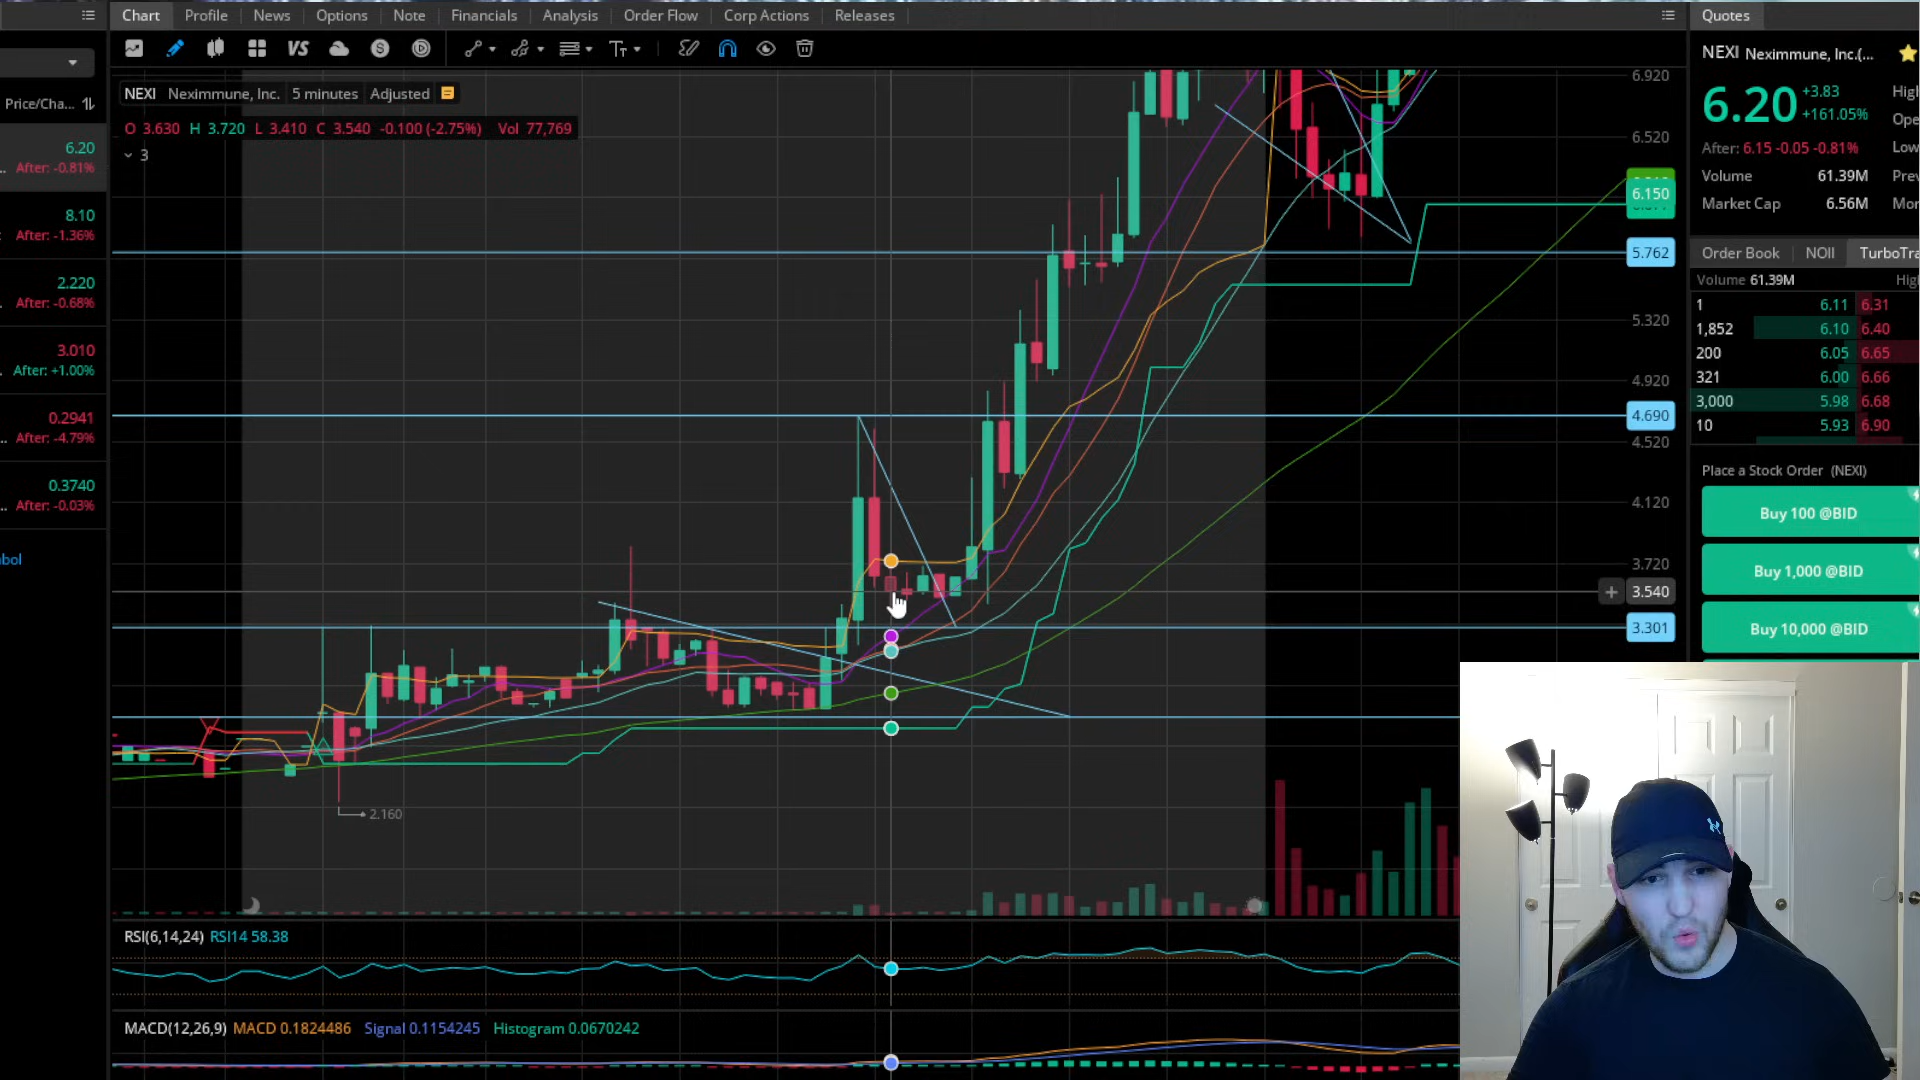 Chart Profile News Options Note Financials Analysis Order Flow Corp Actions Releases
Quotes
VS
NEXI Neximmune, Inc.(...
Price/Cha...
NEXI Neximmune, Inc. 5 minutes Adjusted
O 3.630 H 3.720 L 3.410 C 3.540 -0.100 (-2.75%) Vol 77,769
3
6.20
After: -0.81%
8.10
After: -1.36%
2.220
After: -0.68%
3.010
After: +1.00%
0.2941
After: -4.79%
0.3740
After: -0.03%
bol
6.920
6.520
6.150
5.762
5.320
4.920
4.690
4.520
4.120
3.720
3.540
3.301
2.160
6.20 +3.83
+161.05%
High
Ope
After: 6.15 -0.05 -0.81% Low
Volume 61.39M Prev
Market Cap 6.56M Mor
Order Book NOII TurboTra
Volume 61.39M High
1 6.11 6.31
1,852 6.10 6.40
200 6.05 6.65
321 6.00 6.66
3,000 5.98 6.68
10 5.93 6.90
Place a Stock Order (NEXI)
Buy 100 @BID
Buy 1,000 @BID
Buy 10,000 @BID
RSI(6,14,24) RSI14 58.38
MACD(12,26,9) MACD 0.1824486 Signal 0.1154245 Histogram 0.0670242